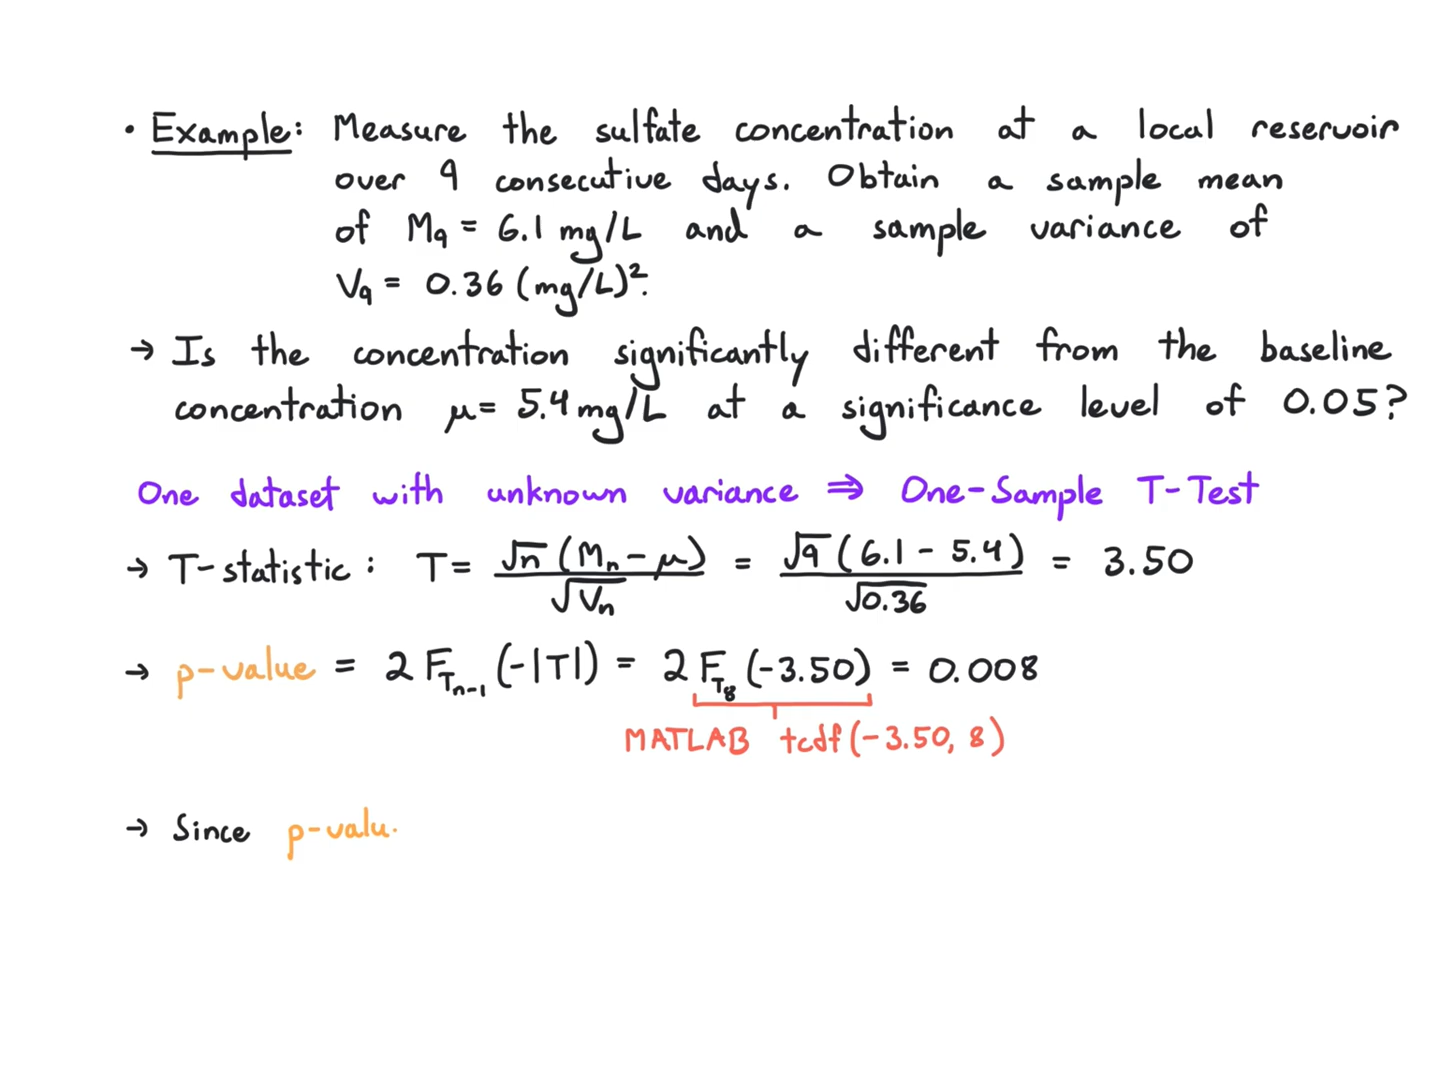 • Example: Measure the sulfate concentration at a local reservoir
over 9 consecutive days. Obtain a sample mean
of M₉ = 6.1 mg/L and a sample variance of
V₉ = 0.36 (mg/L)².
→ Is the concentration significantly different from the baseline
concentration μ = 5.4 mg/L at a significance level of 0.05?
One dataset with unknown variance ⇒ One-Sample T-Test
→ T-statistic: T = √n (Mₙ - μ) / √Vₙ = √9 (6.1 - 5.4) / √0.36 = 3.50
→ p-value = 2 F_{T_{n-1}} (-|T|) = 2 F_{T_8} (-3.50) = 0.008
MATLAB tcdf(-3.50, 8)
→ Since p-valu